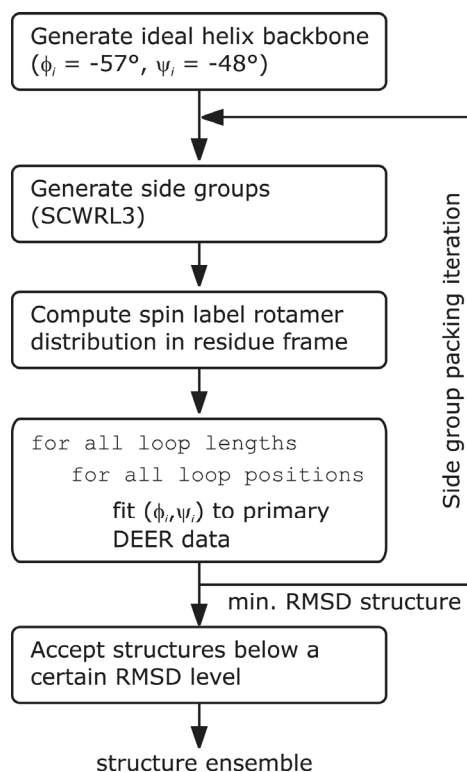 Generate ideal helix backbone
(ϕi = -57°, ψi = -48°)
Generate side groups
(SCWRL3)
Compute spin label rotamer
distribution in residue frame
for all loop lengths
for all loop positions
fit (ϕi,ψi) to primary
DEER data
min. RMSD structure
Side group packing iteration
Accept structures below a
certain RMSD level
structure ensemble